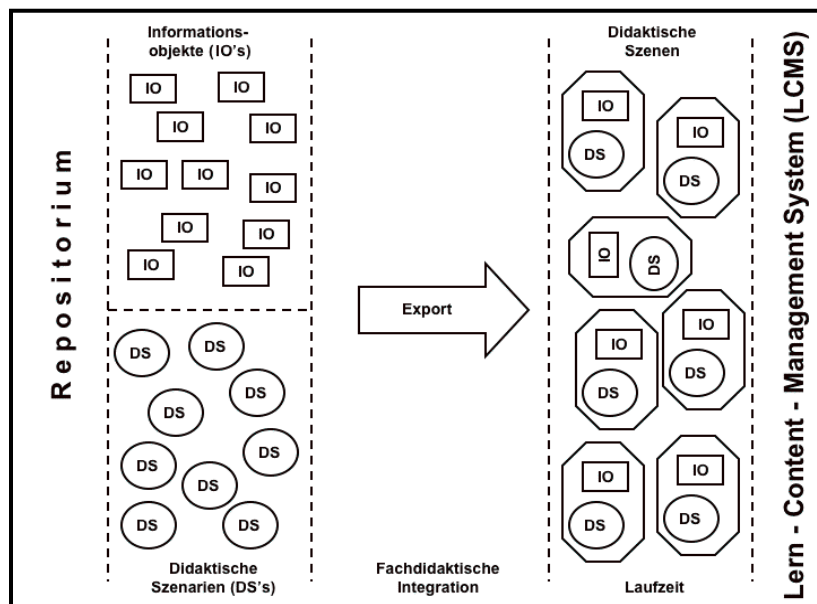 Repositorium
Informations-
objekte (IO's)
IO
IO
IO
IO
IO
IO
IO
IO
IO
IO
IO
DS
DS
DS
DS
DS
DS
DS
DS
DS
Didaktische
Szenarien (DS's)
Export
Fachdidaktische
Integration
Didaktische
Szenen
IO
DS
IO
DS
IO
DS
IO
DS
IO
DS
IO
DS
IO
DS
Laufzeit
Lern - Content - Management System (LCMS)